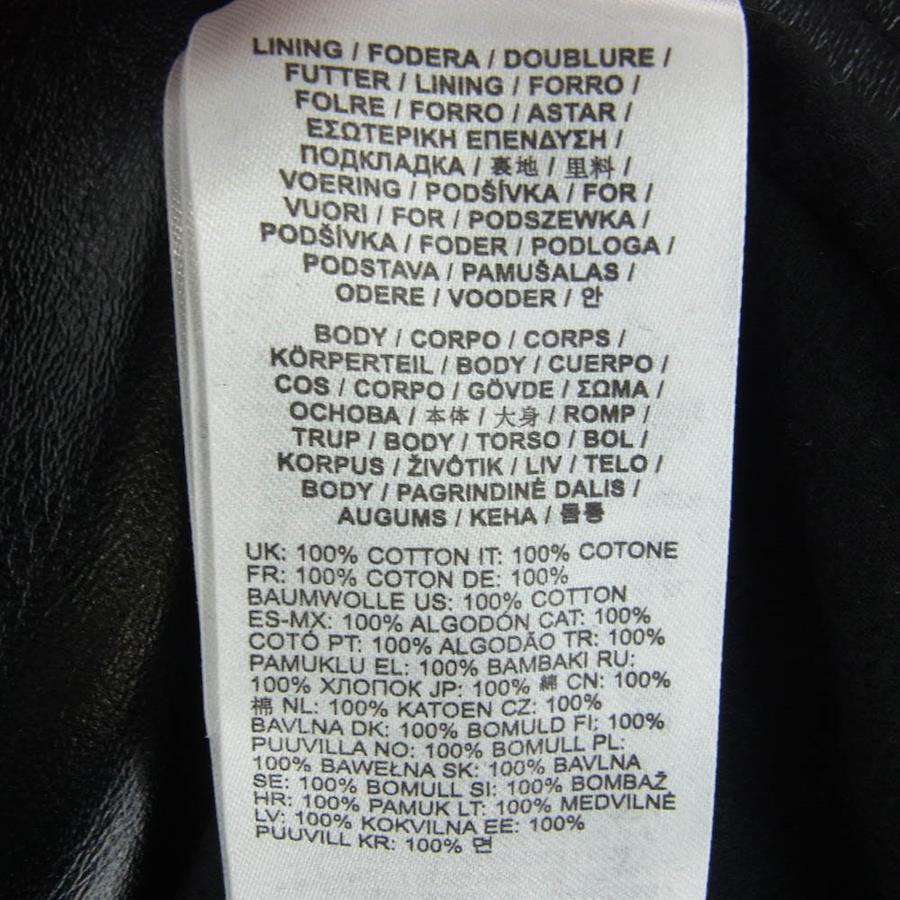 LINING / FODERA / DOUBLURE /
FUTTER / LINING / FORRO /
FOLRE / FORRO / ASTAR /
ΕΣΩΤΕΡΙΚΗ ΕΠΕΝΔΥΣΗ /
ПОДКЛАДКА / 裏地 / 里料 /
VOERING / PODŠÍVKA / FOR /
VUORI / FOR / PODSZEWKA /
PODŠÍVKA / FODER / PODLOGA /
PODSTAVA / PAMUŠALAS /
ODERE / VOODER / 안
BODY / CORPO / CORPS /
KÖRPERTEIL / BODY / CUERPO /
COS / CORPO / GÖVDE / ΣΩΜΑ /
ОСНОВА / 本体 / 大身 / ROMP /
TRUP / BODY / TORSO / BOL /
KORPUS / ŽIVÔTIK / LIV / TELO /
BODY / PAGRINDINĖ DALIS /
AUGUMS / KEHA / 몸통
UK: 100% COTTON IT: 100% COTONE
FR: 100% COTON DE: 100%
BAUMWOLLE US: 100% COTTON
ES-MX: 100% ALGODÓN CAT: 100%
COTÓ PT: 100% ALGODÃO TR: 100%
PAMUKLU EL: 100% ΒΑΜΒΑΚΙ RU:
100% ХЛОПОК JP: 100% 綿 CN: 100%
棉 NL: 100% KATOEN CZ: 100%
BAVLNA DK: 100% BOMULD FI: 100%
PUUVILLA NO: 100% BOMULL PL:
100% BAWEŁNA SK: 100% BAVLNA
SE: 100% BOMULL SI: 100% BOMBAŽ
HR: 100% PAMUK LT: 100% MEDVILNĖ
LV: 100% KOKVILNA EE: 100%
PUUVILL KR: 100% 면